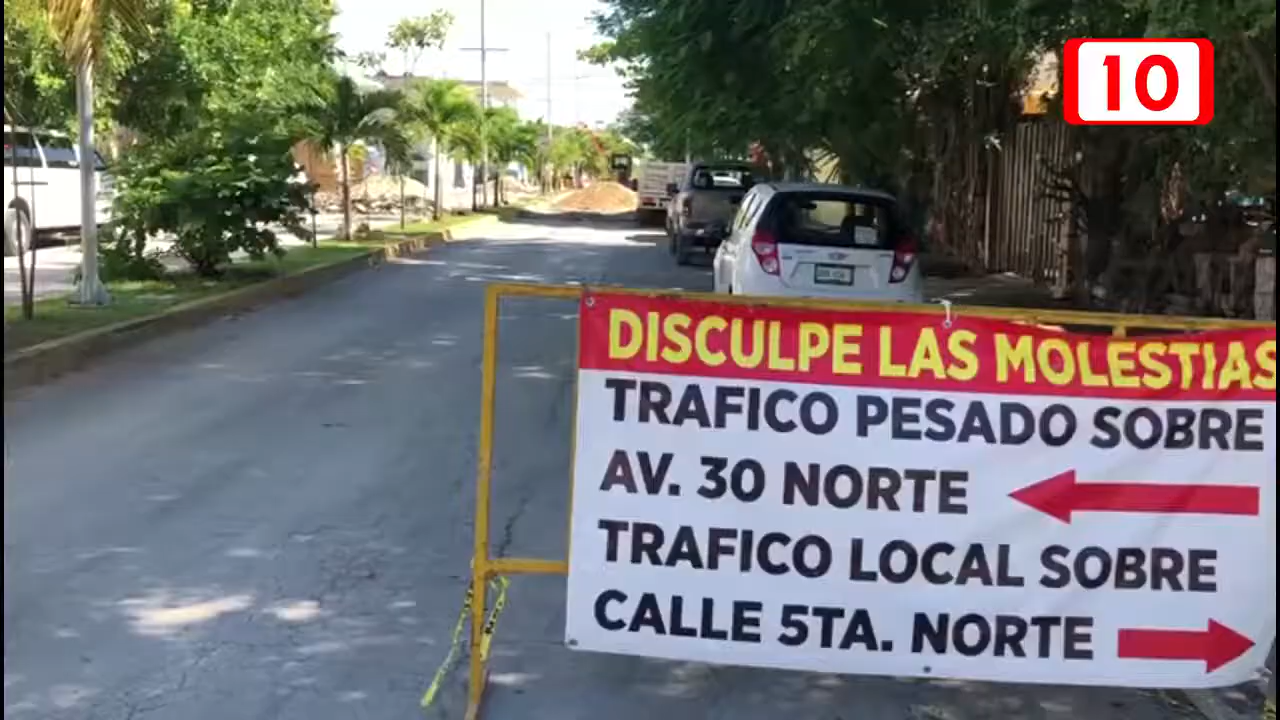 10
DISCULPE LAS MOLESTIAS
TRAFICO PESADO SOBRE
AV. 30 NORTE
TRAFICO LOCAL SOBRE
CALLE 5TA. NORTE